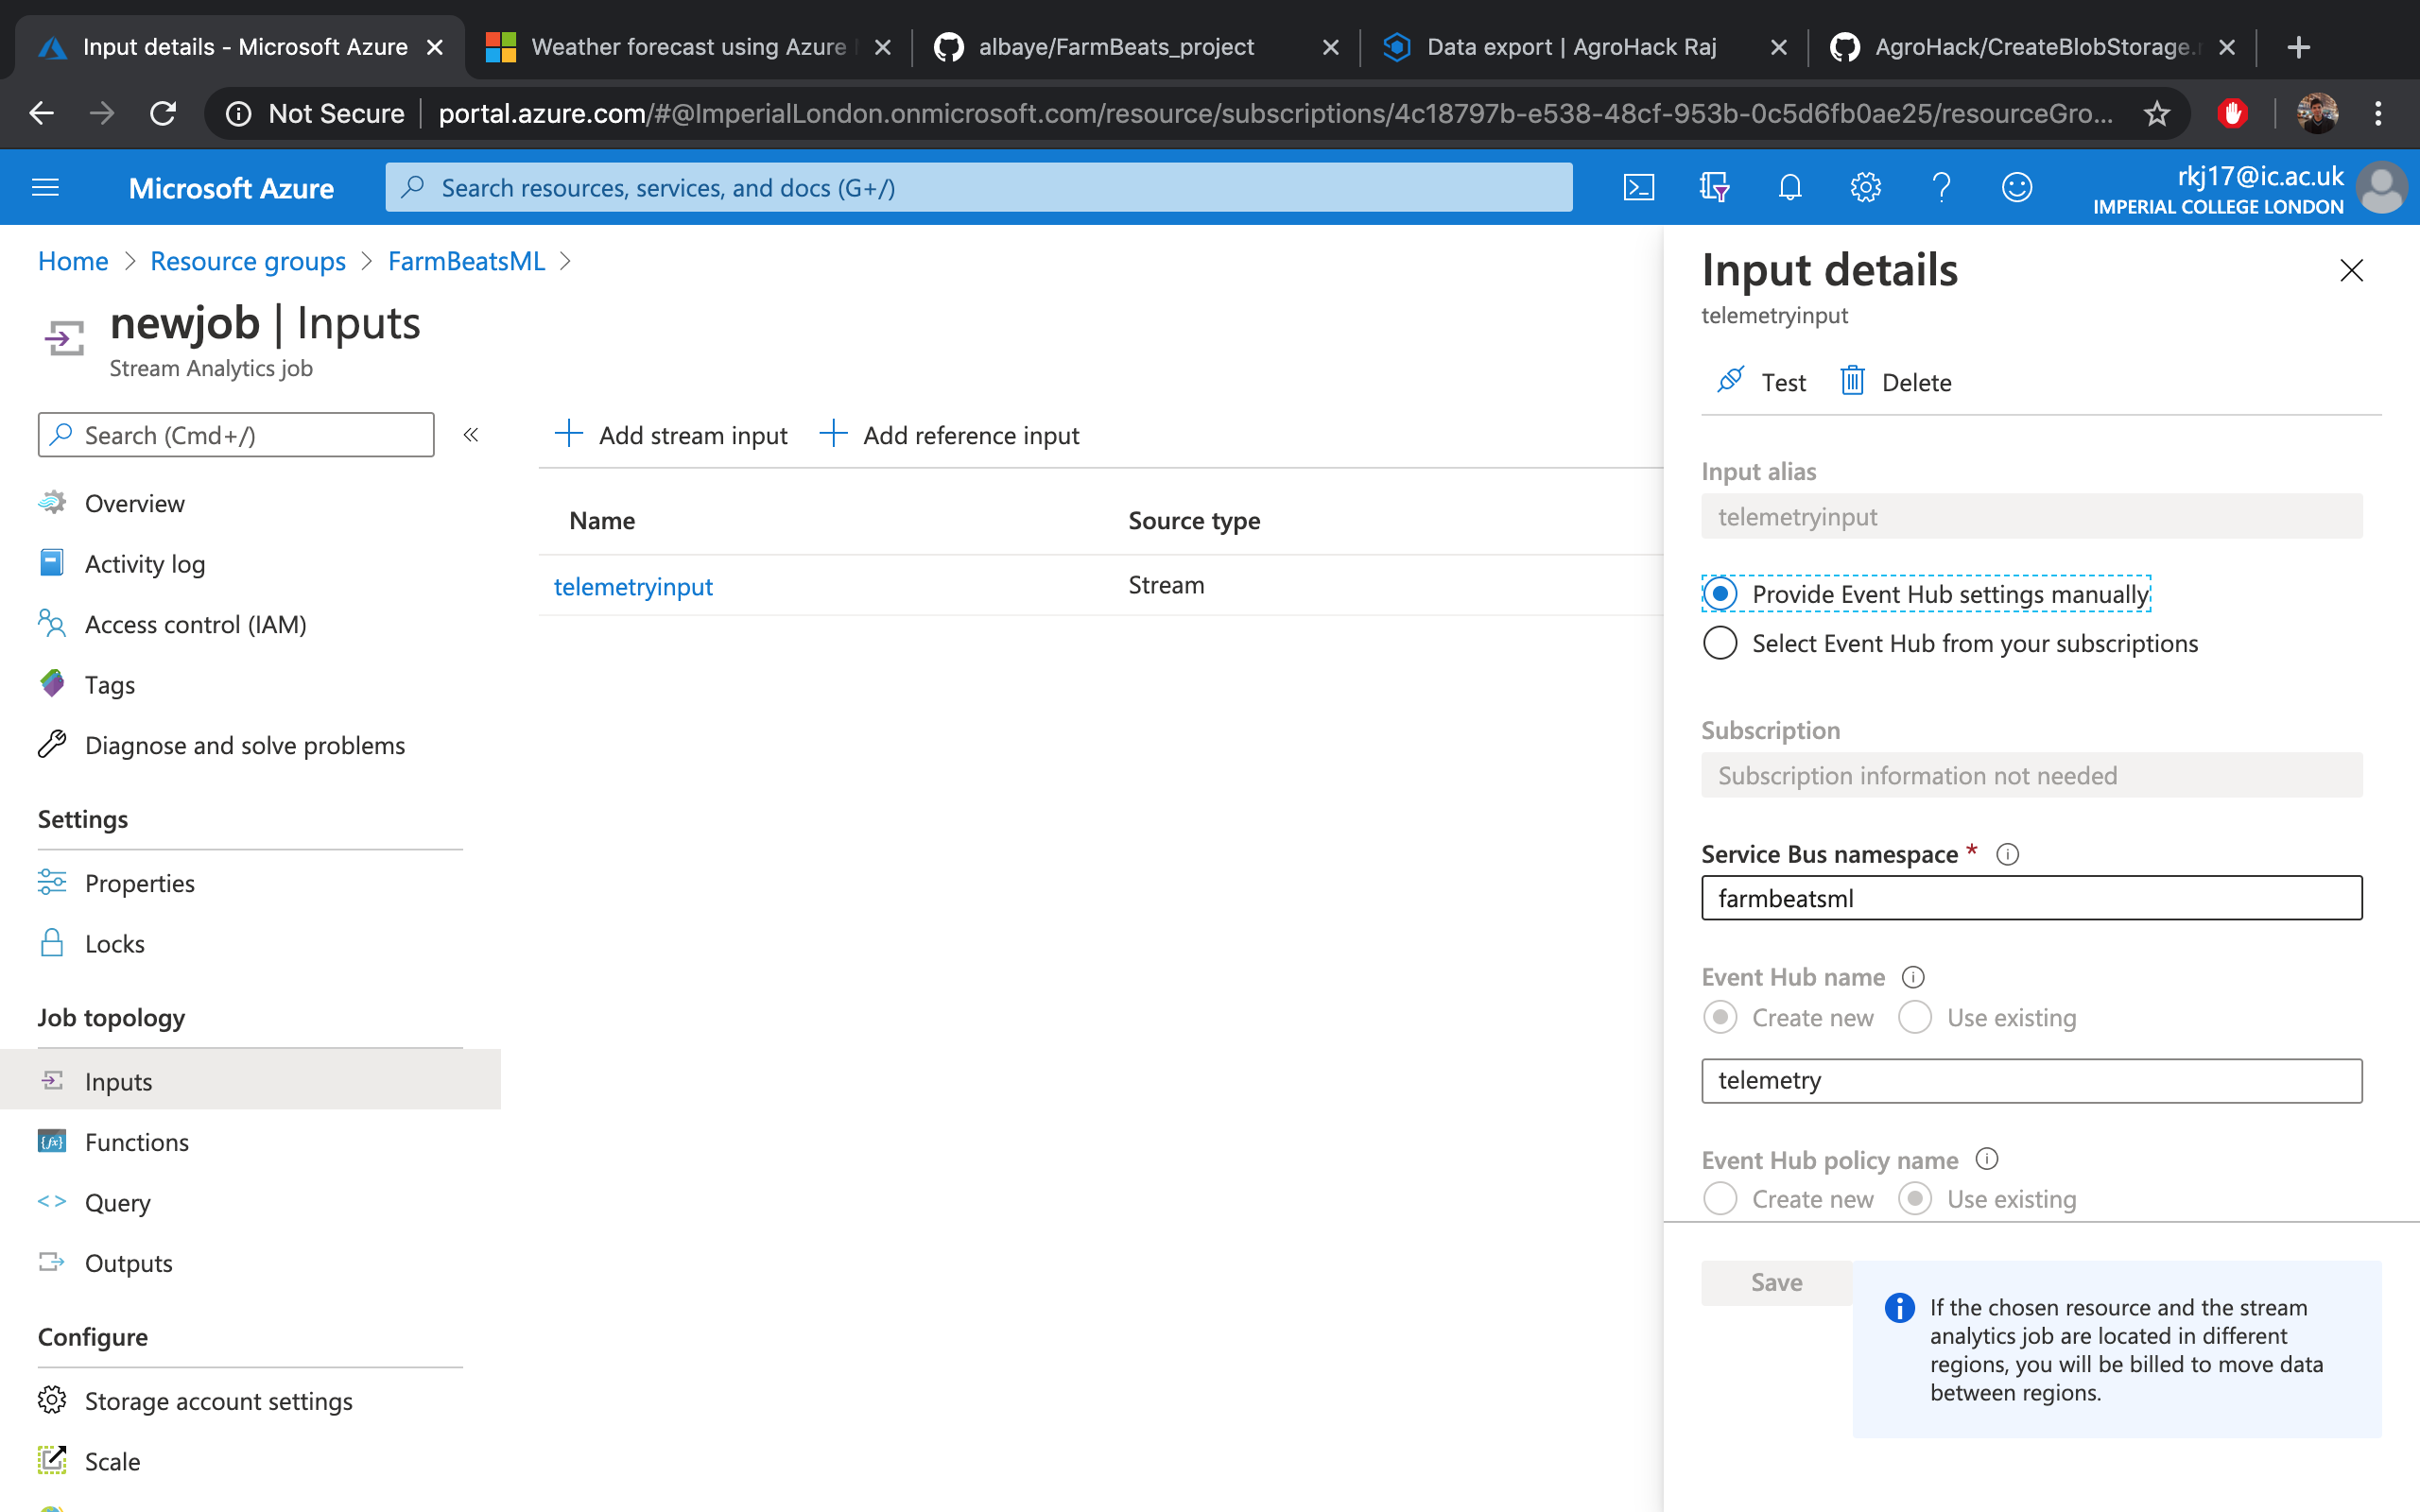 Input details - Microsoft Azure
Weather forecast using Azure
albaye/FarmBeats_project
Data export | AgroHack Raj
AgroHack/CreateBlobStorage.
Not Secure
portal.azure.com/#@ImperialLondon.onmicrosoft.com/resource/subscriptions/4c18797b-e538-48cf-953b-0c5d6fb0ae25/resourceGro...
Microsoft Azure
Search resources, services, and docs (G+/)
rkj17@ic.ac.uk
IMPERIAL COLLEGE LONDON
Home > Resource groups > FarmBeatsML >
newjob | Inputs
Stream Analytics job
Search (Cmd+/)
«
Overview
Activity log
Access control (IAM)
Tags
Diagnose and solve problems
Settings
Properties
Locks
Job topology
Inputs
Functions
Query
Outputs
Configure
Storage account settings
Scale
Add stream input
Add reference input
Name
Source type
telemetryinput
Stream
Input details
telemetryinput
Test
Delete
Input alias
telemetryinput
Provide Event Hub settings manually
Select Event Hub from your subscriptions
Subscription
Subscription information not needed
Service Bus namespace *
farmbeatsml
Event Hub name
Create new
Use existing
telemetry
Event Hub policy name
Create new
Use existing
Save
If the chosen resource and the stream
analytics job are located in different
regions, you will be billed to move data
between regions.